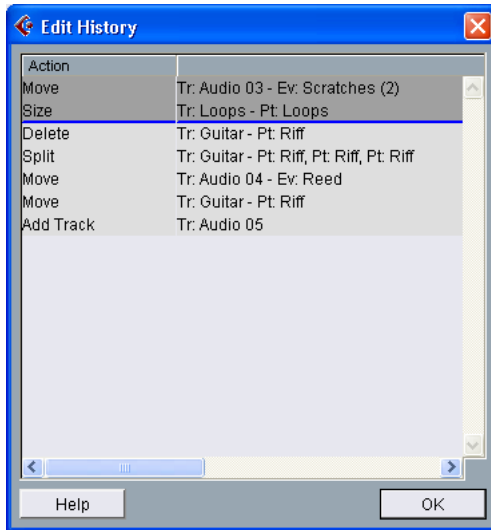 Edit History
Action
Move Tr: Audio 03 - Ev: Scratches (2)
Size Tr: Loops - Pt: Loops
Delete Tr: Guitar - Pt: Riff
Split Tr: Guitar - Pt: Riff, Pt: Riff, Pt: Riff
Move Tr: Audio 04 - Ev: Reed
Move Tr: Guitar - Pt: Riff
Add Track Tr: Audio 05
Help OK